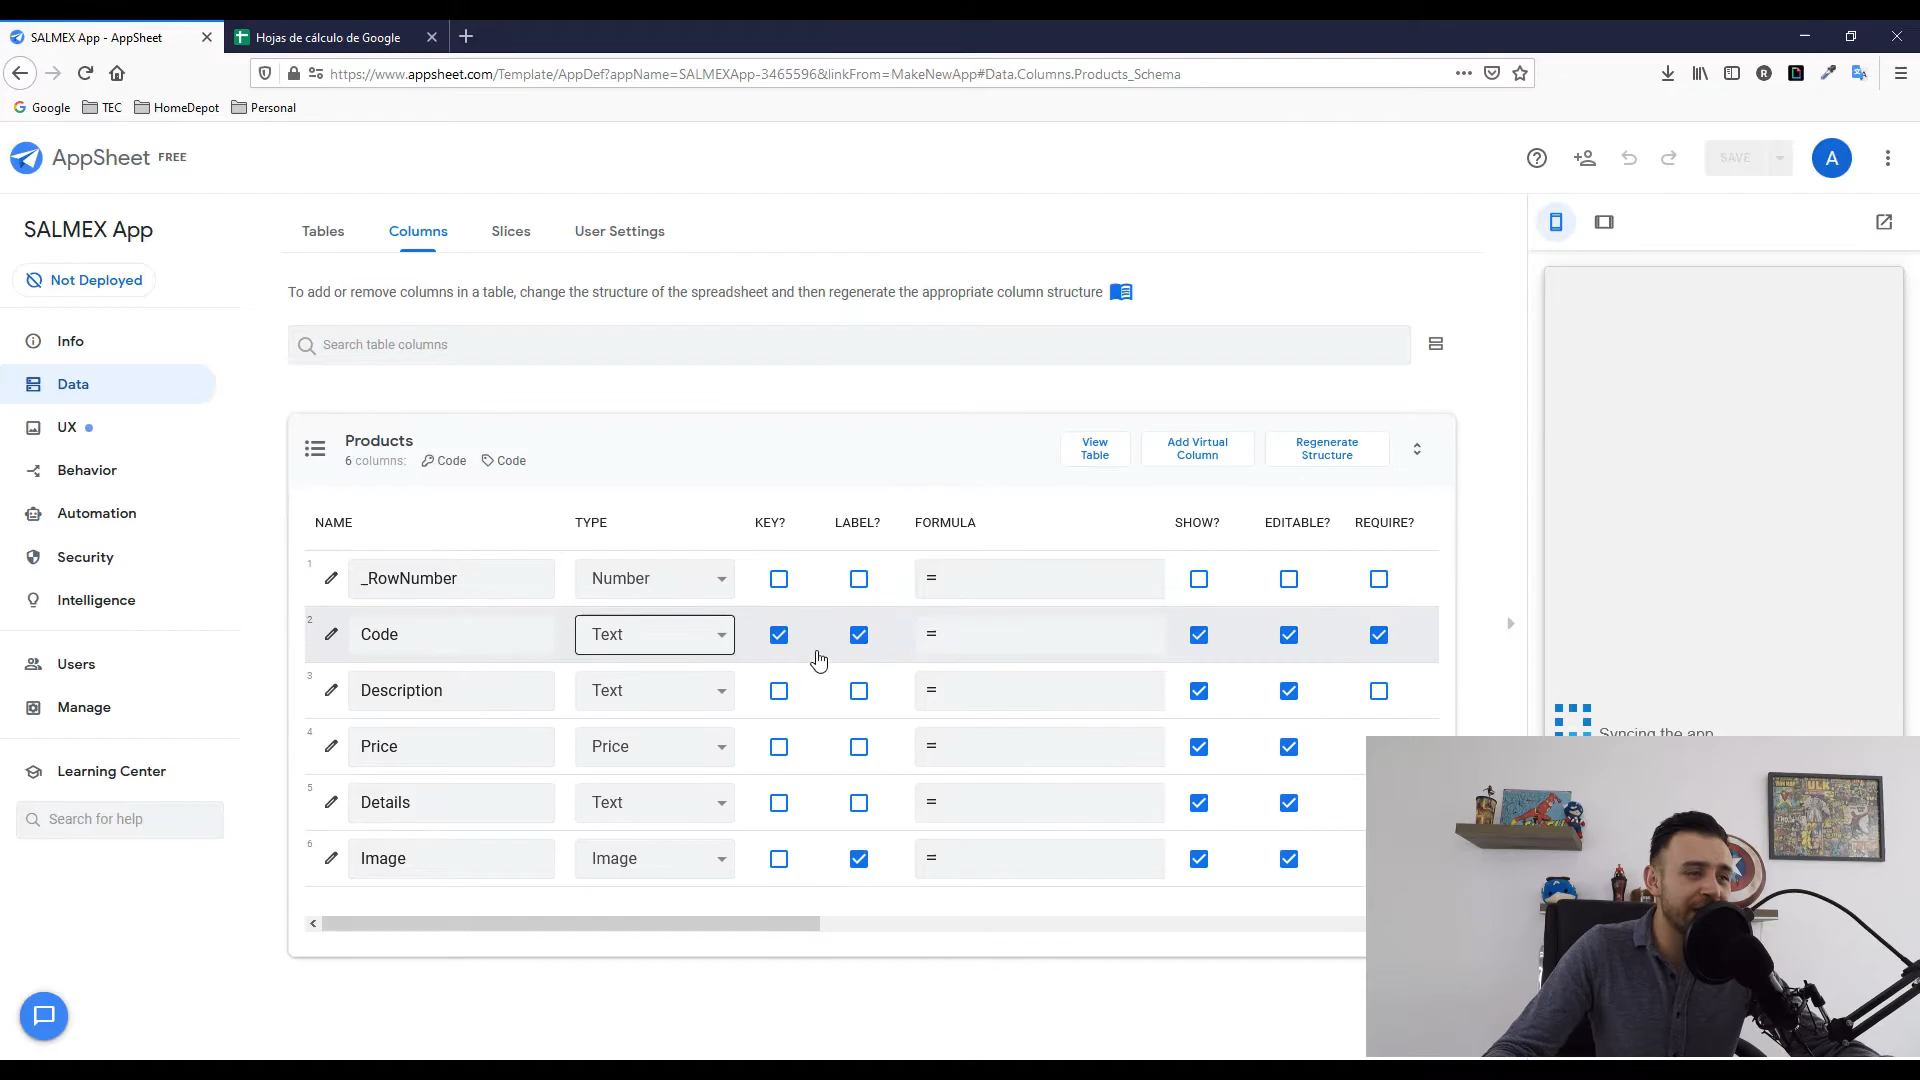 SALMEX App - AppSheet
Hojas de cálculo de Google
https://www.appsheet.com/Template/AppDef?appName=SALMEXApp-3465596&linkFrom=MakeNewApp#Data.Columns.Products_Schema
Google TEC HomeDepot Personal
AppSheet FREE
SAVE
A
SALMEX App
Not Deployed
Info
Data
UX
Behavior
Automation
Security
Intelligence
Users
Manage
Learning Center
Search for help
Tables Columns Slices User Settings
To add or remove columns in a table, change the structure of the spreadsheet and then regenerate the appropriate column structure
Search table columns
Products
6 columns: Code Code
View Table
Add Virtual Column
Regenerate Structure
NAME TYPE KEY? LABEL? FORMULA SHOW? EDITABLE? REQUIRE?
1 _RowNumber Number =
2 Code Text =
3 Description Text =
4 Price Price =
5 Details Text =
6 Image Image =
Syncing the app
ULK